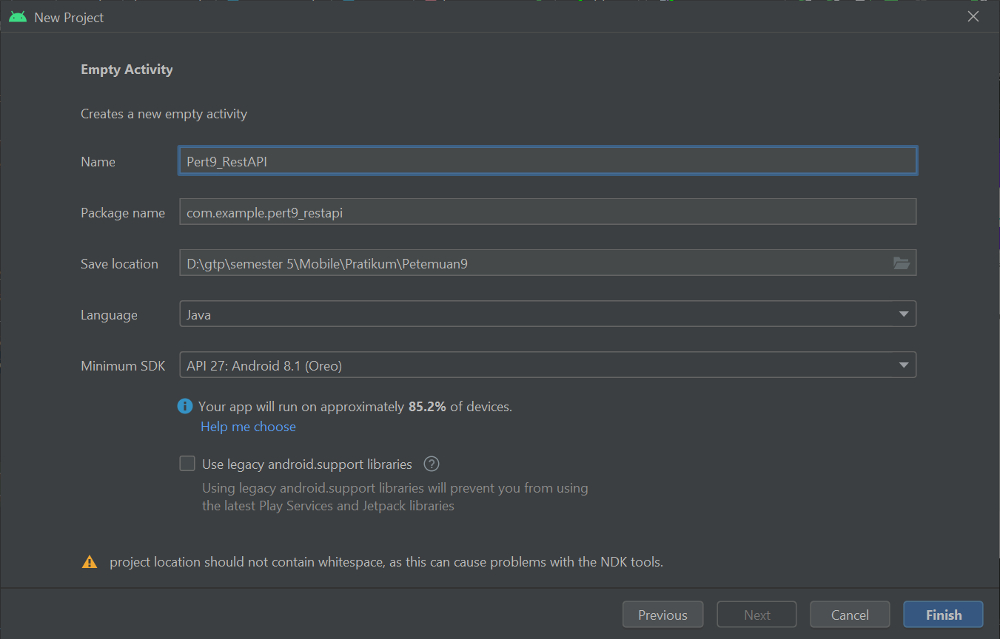 New Project
Empty Activity
Creates a new empty activity
Name
Pert9_RestAPI
Package name
com.example.pert9_restapi
Save location
D:\gtp\semester 5\Mobile\Pratikum\Petemuan9
Language
Java
Minimum SDK
API 27: Android 8.1 (Oreo)
Your app will run on approximately 85.2% of devices.
Help me choose
Use legacy android.support libraries ?
Using legacy android.support libraries will prevent you from using
the latest Play Services and Jetpack libraries
project location should not contain whitespace, as this can cause problems with the NDK tools.
Previous Next Cancel Finish